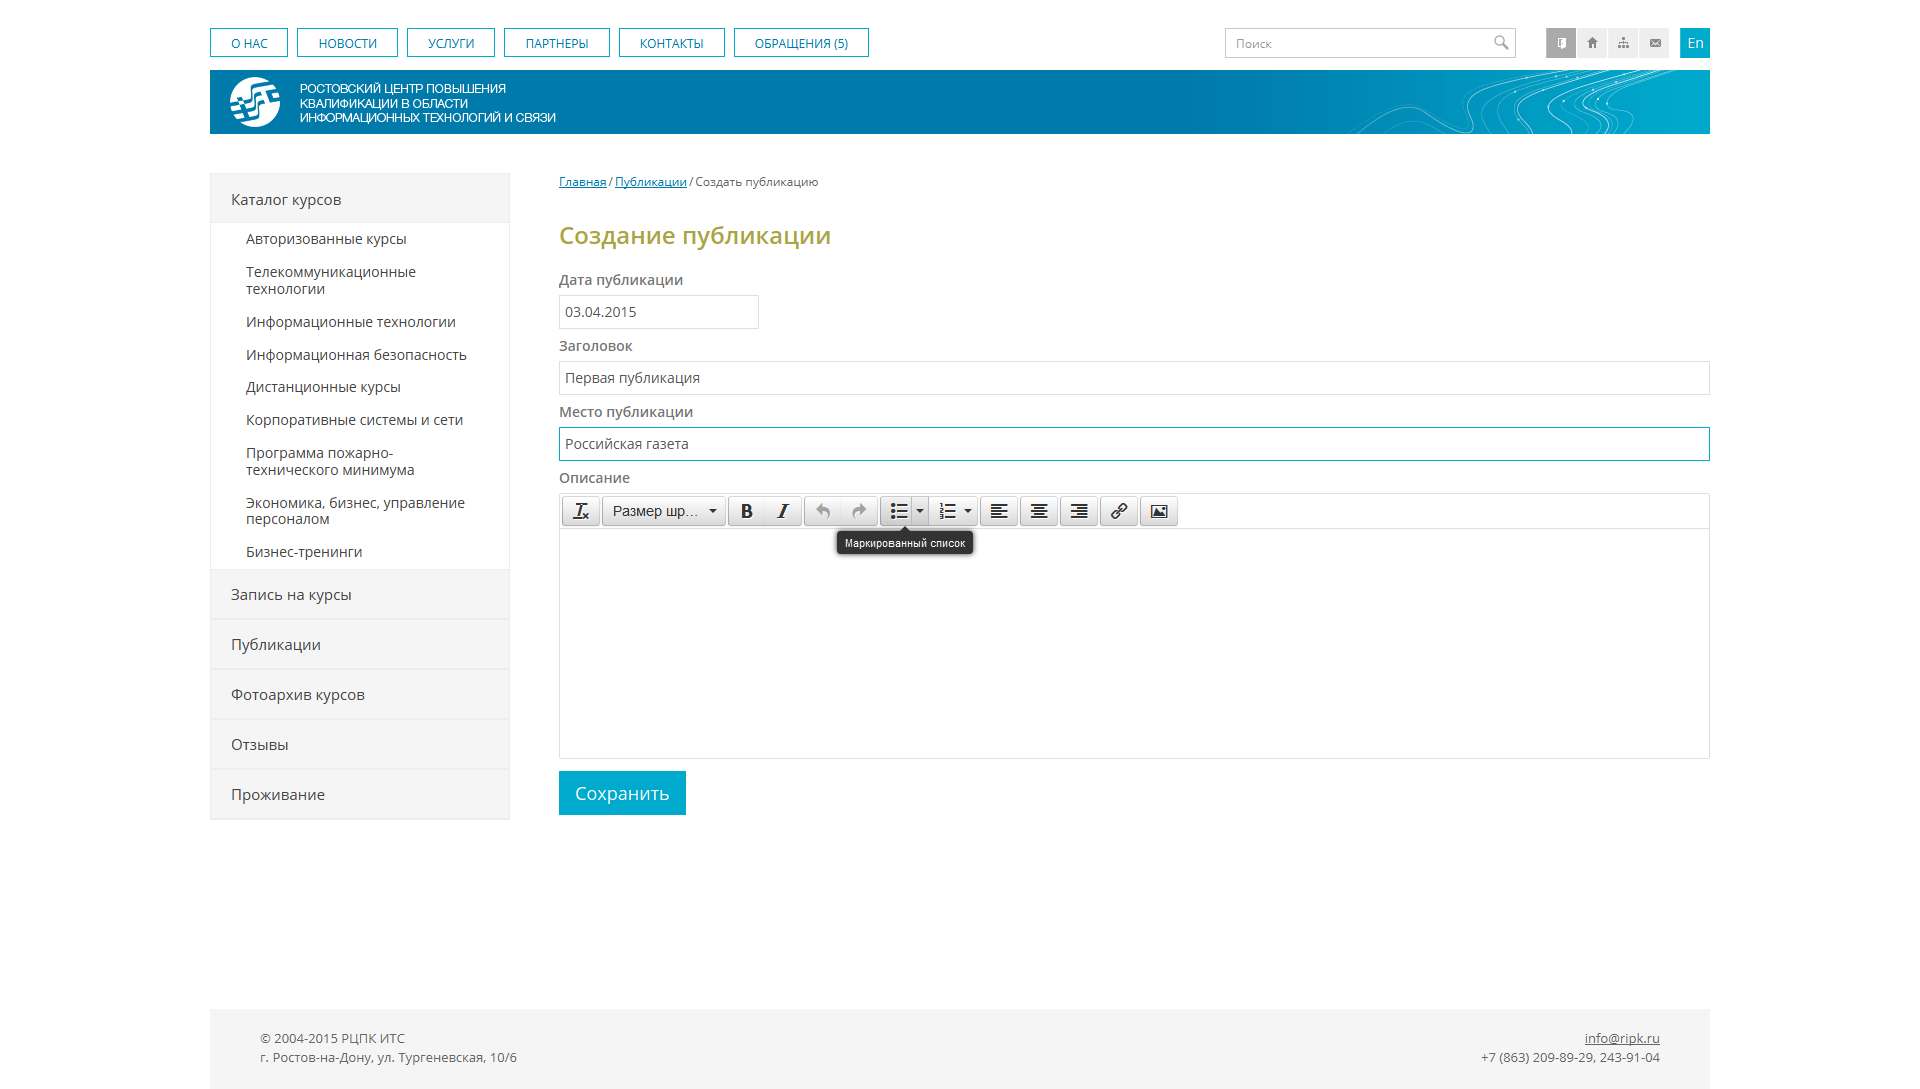 О НАС
НОВОСТИ
УСЛУГИ
ПАРТНЕРЫ
КОНТАКТЫ
ОБРАЩЕНИЯ (5)
Поиск
En
РОСТОВСКИЙ ЦЕНТР ПОВЫШЕНИЯ
КВАЛИФИКАЦИИ В ОБЛАСТИ
ИНФОРМАЦИОННЫХ ТЕХНОЛОГИЙ И СВЯЗИ
Каталог курсов
Авторизованные курсы
Телекоммуникационные
технологии
Информационные технологии
Информационная безопасность
Дистанционные курсы
Корпоративные системы и сети
Программа пожарно-
технического минимума
Экономика, бизнес, управление
персоналом
Бизнес-тренинги
Запись на курсы
Публикации
Фотоархив курсов
Отзывы
Проживание
Главная / Публикации / Создать публикацию
Создание публикации
Дата публикации
03.04.2015
Заголовок
Первая публикация
Место публикации
Российская газета
Описание
Размер шр...
B I
Маркированный список
Сохранить
© 2004-2015 РЦПК ИТС
г. Ростов-на-Дону, ул. Тургеневская, 10/6
info@ripk.ru
+7 (863) 209-89-29, 243-91-04